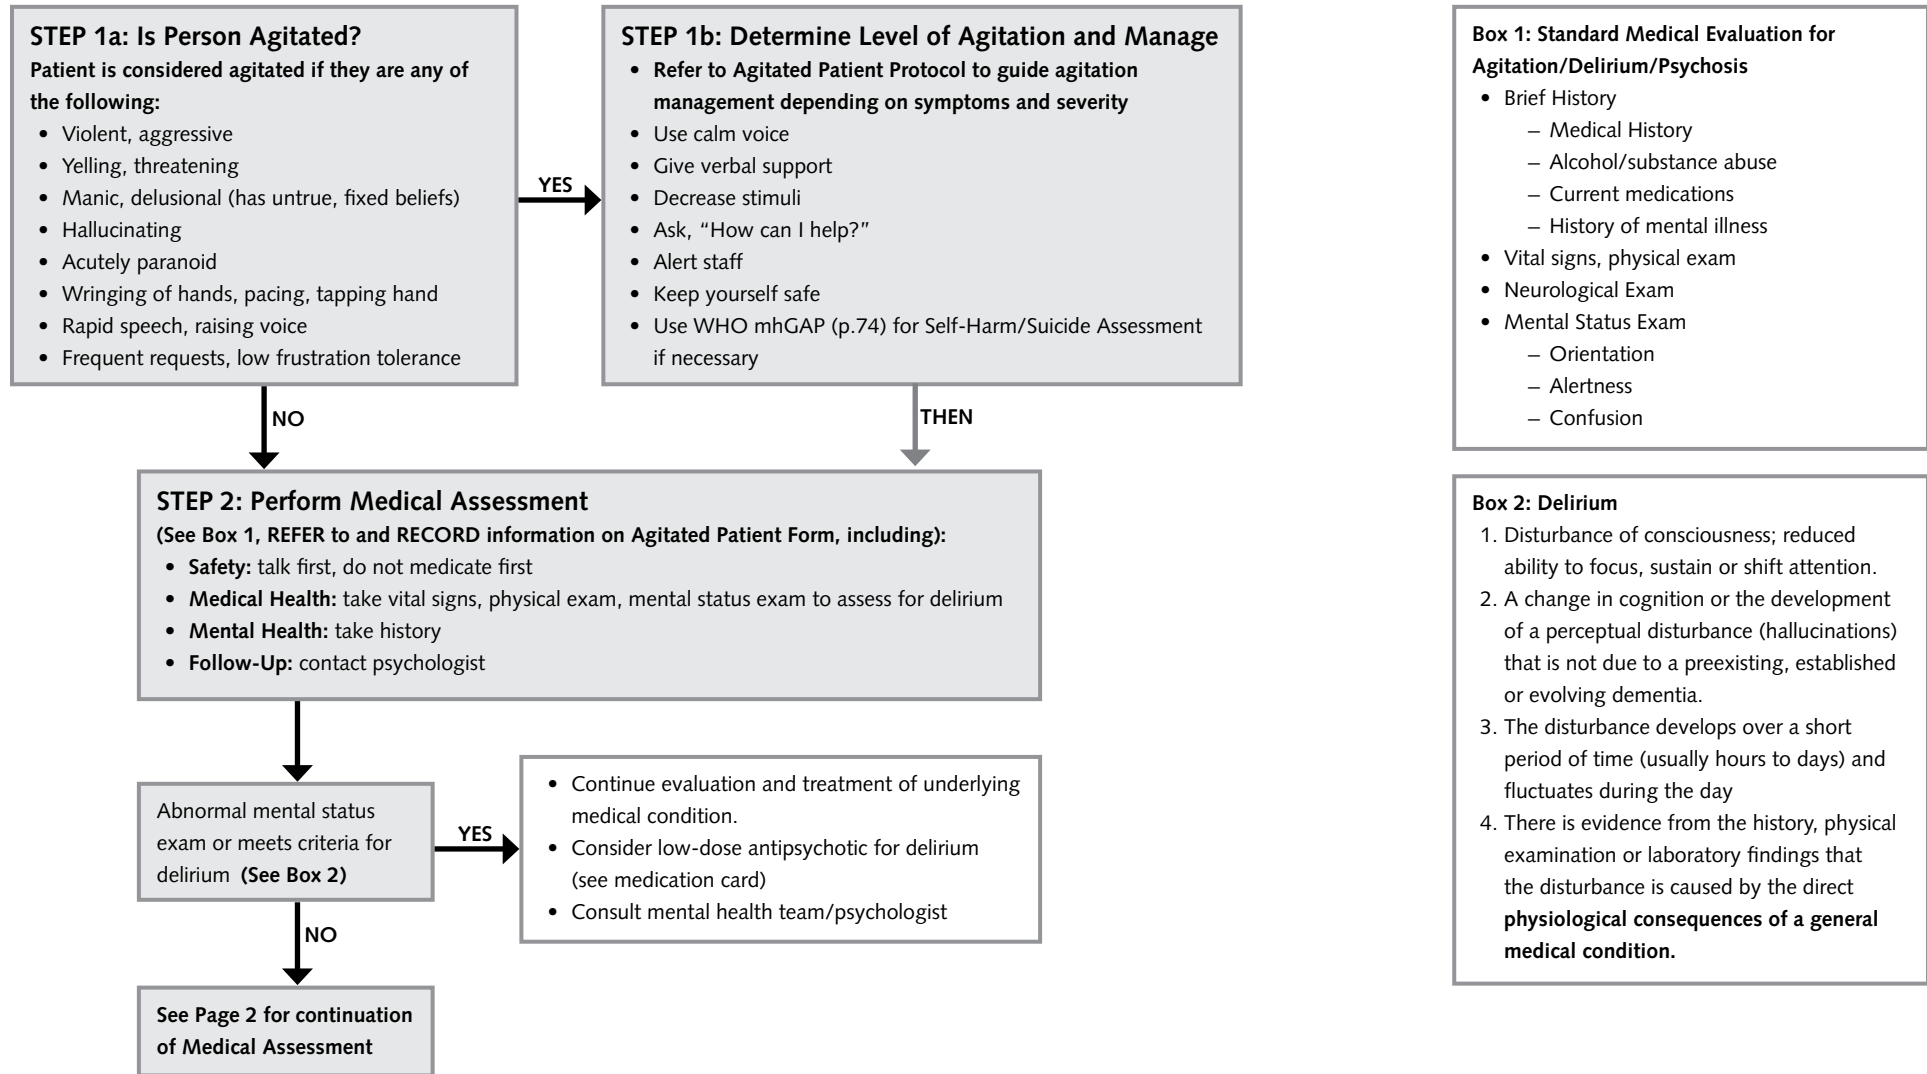 STEP 1a: Is Person Agitated?
Patient is considered agitated if they are any of
the following:
• Violent, aggressive
• Yelling, threatening
• Manic, delusional (has untrue, fixed beliefs)
• Hallucinating
• Acutely paranoid
• Wringing of hands, pacing, tapping hand
• Rapid speech, raising voice
• Frequent requests, low frustration tolerance
YES
STEP 1b: Determine Level of Agitation and Manage
• Refer to Agitated Patient Protocol to guide agitation
management depending on symptoms and severity
• Use calm voice
• Give verbal support
• Decrease stimuli
• Ask, “How can I help?”
• Alert staff
• Keep yourself safe
• Use WHO mhGAP (p.74) for Self-Harm/Suicide Assessment
if necessary
NO
THEN
STEP 2: Perform Medical Assessment
(See Box 1, REFER to and RECORD information on Agitated Patient Form, including):
• Safety: talk first, do not medicate first
• Medical Health: take vital signs, physical exam, mental status exam to assess for delirium
• Mental Health: take history
• Follow-Up: contact psychologist
Abnormal mental status
exam or meets criteria for
delirium (See Box 2)
YES
• Continue evaluation and treatment of underlying
medical condition.
• Consider low-dose antipsychotic for delirium
(see medication card)
• Consult mental health team/psychologist
NO
See Page 2 for continuation
of Medical Assessment
Box 1: Standard Medical Evaluation for
Agitation/Delirium/Psychosis
• Brief History
– Medical History
– Alcohol/substance abuse
– Current medications
– History of mental illness
• Vital signs, physical exam
• Neurological Exam
• Mental Status Exam
– Orientation
– Alertness
– Confusion
Box 2: Delirium
1. Disturbance of consciousness; reduced
ability to focus, sustain or shift attention.
2. A change in cognition or the development
of a perceptual disturbance (hallucinations)
that is not due to a preexisting, established
or evolving dementia.
3. The disturbance develops over a short
period of time (usually hours to days) and
fluctuates during the day
4. There is evidence from the history, physical
examination or laboratory findings that
the disturbance is caused by the direct
physiological consequences of a general
medical condition.